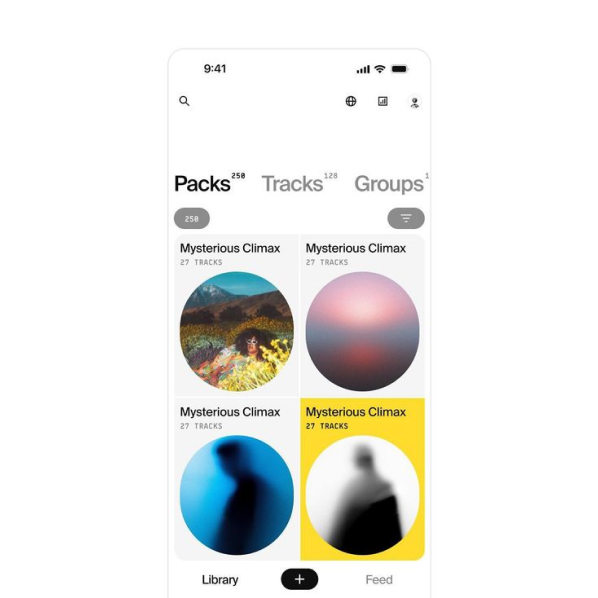 9:41
Packs 250 Tracks 128 Groups 1
250
Mysterious Climax Mysterious Climax
27 TRACKS 27 TRACKS
Mysterious Climax Mysterious Climax
27 TRACKS 27 TRACKS
Library + Feed